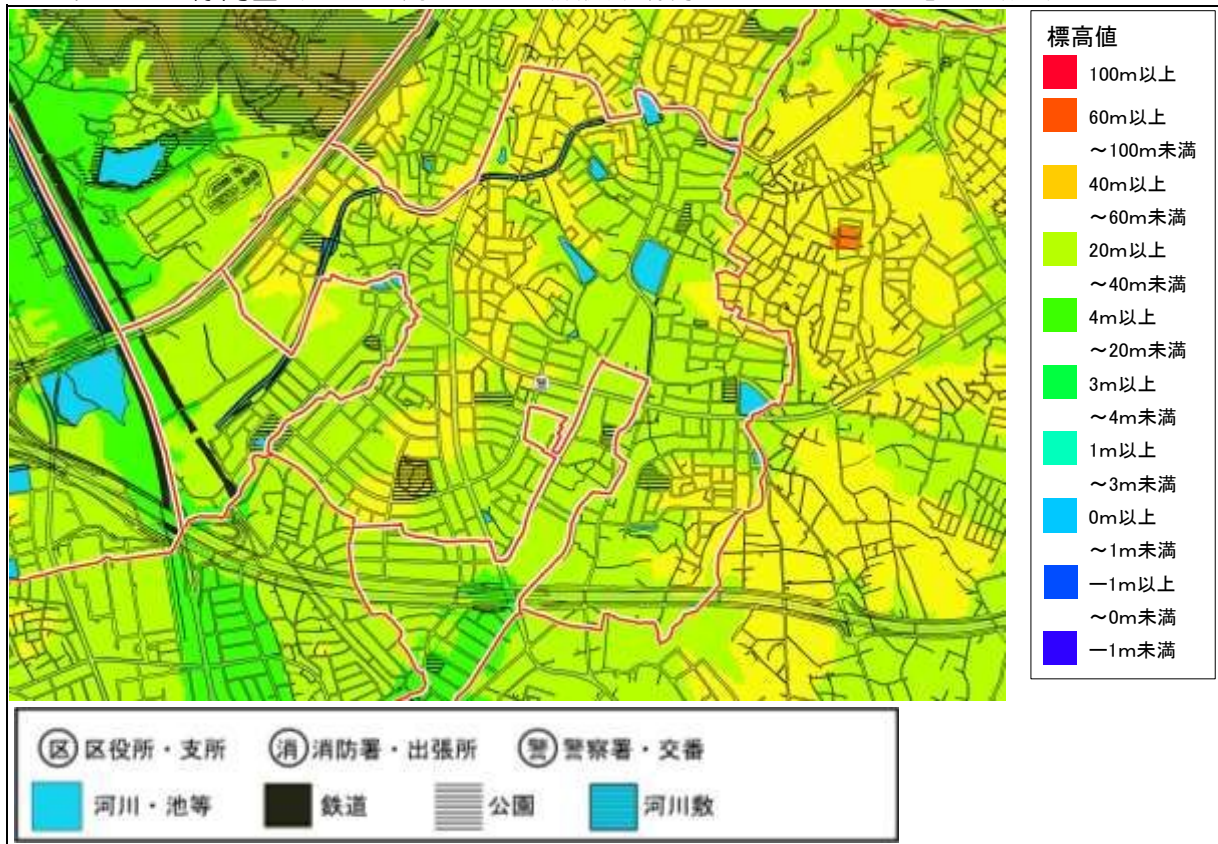 標高値
100m以上
60m以上
～100m未満
40m以上
～60m未満
20m以上
～40m未満
4m以上
～20m未満
3m以上
～4m未満
1m以上
～3m未満
0m以上
～1m未満
－1m以上
～0m未満
－1m未満
区 区役所・支所 消 消防署・出張所 警 警察署・交番
河川・池等 鉄道 公園 河川敷